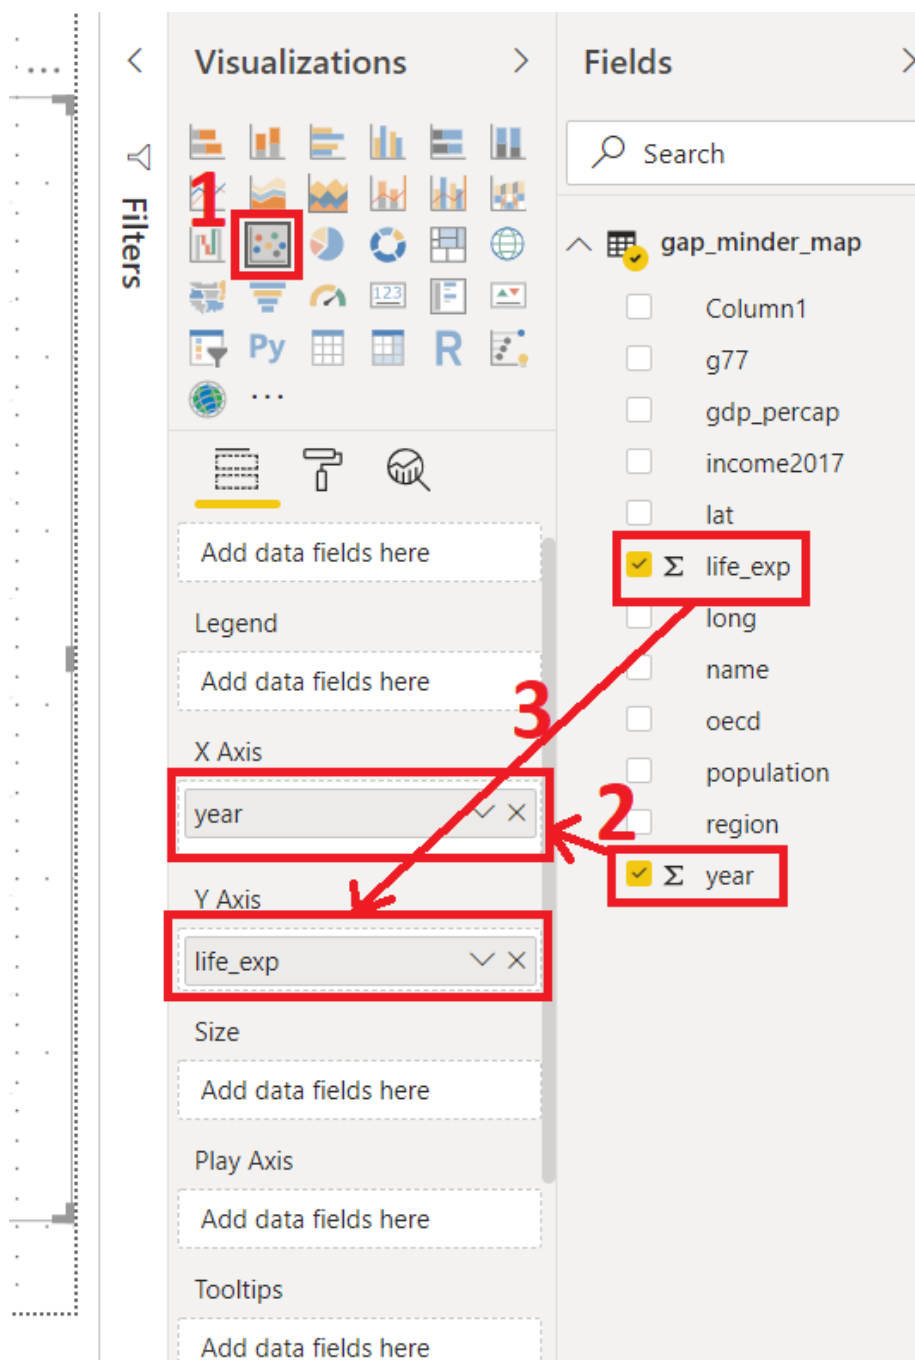 Visualizations
Fields
Search
Filters
1
gap_minder_map
Column1
g77
gdp_percap
income2017
lat
Σ life_exp
long
name
oecd
population
region
Σ year
123
Py
R
...
Add data fields here
Legend
Add data fields here
3
X Axis
year
2
Y Axis
life_exp
Size
Add data fields here
Play Axis
Add data fields here
Tooltips
Add data fields here